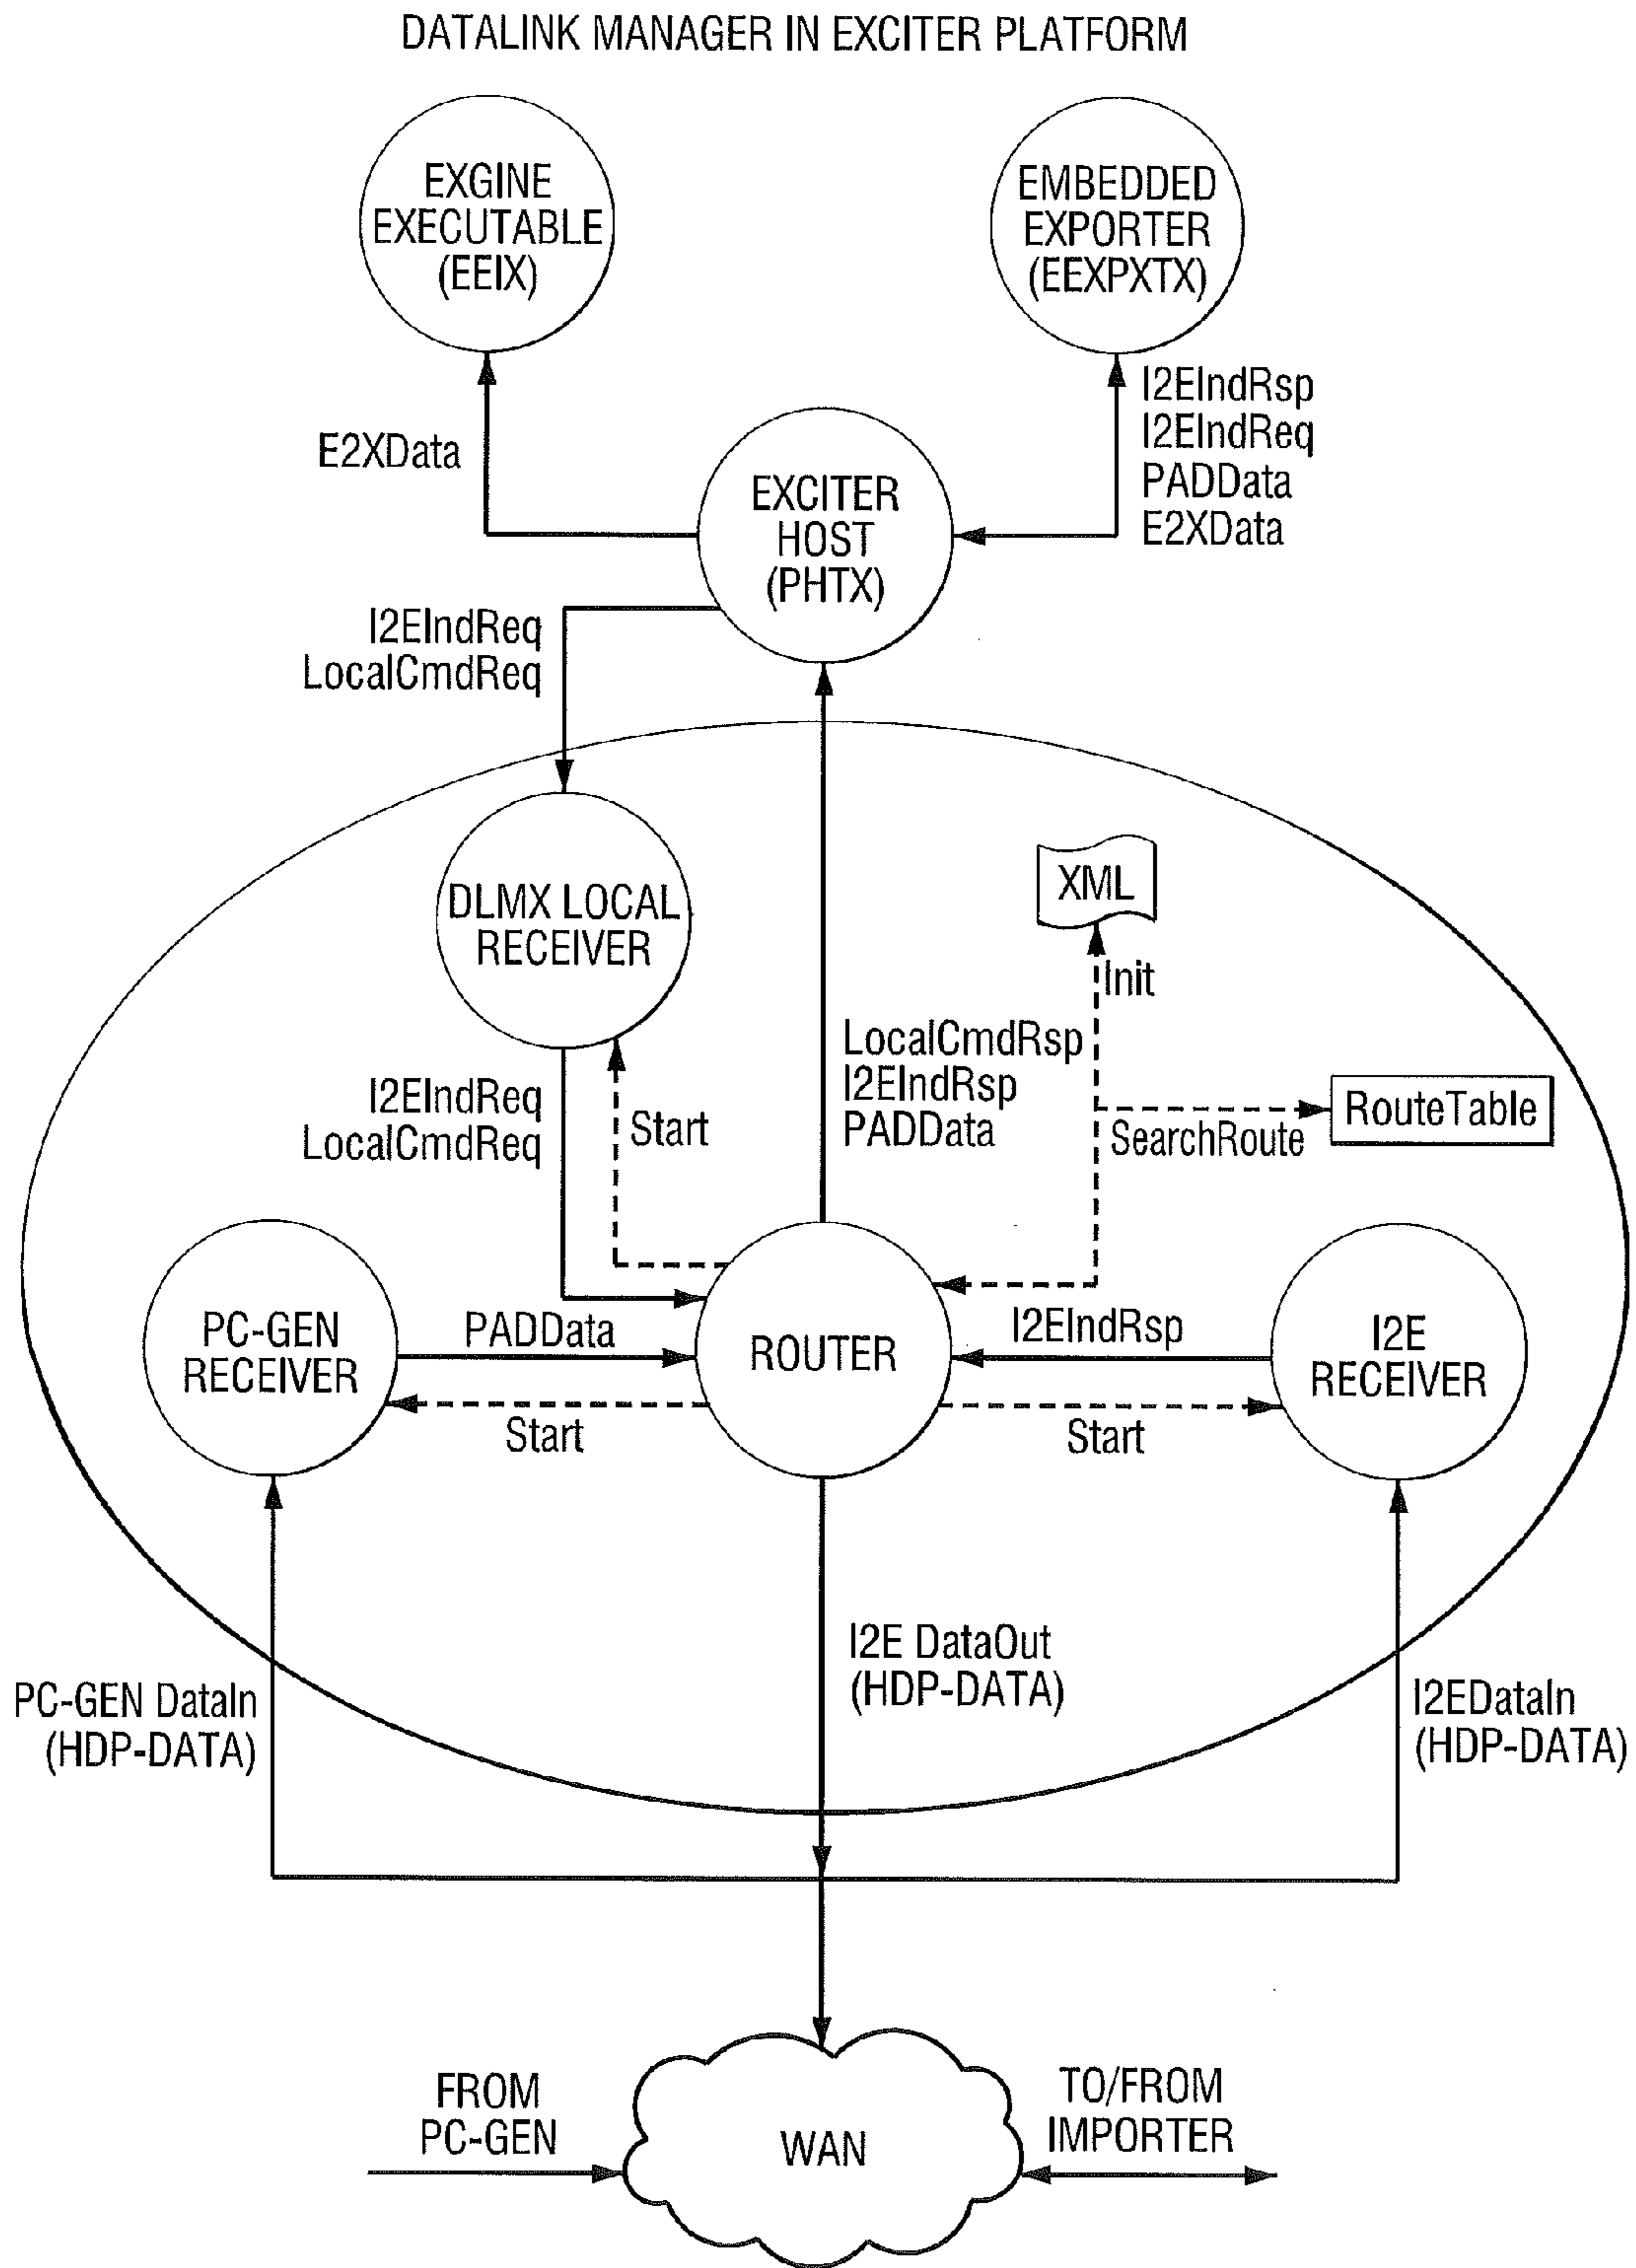 DATALINK MANAGER IN EXCITER PLATFORM
EXGINE
EXECUTABLE
(EEIX)
EMBEDDED
EXPORTER
(EEXPXTX)
E2XData
EXCITER
HOST
(PHTX)
I2EIndRsp
I2EIndReq
PADData
E2XData
I2EIndReq
LocalCmdReq
DLMX LOCAL
RECEIVER
XML
Init
LocalCmdRsp
I2EIndRsp
PADData
SearchRoute
RouteTable
I2EIndReq
LocalCmdReq
Start
PC-GEN
RECEIVER
PADData
Start
ROUTER
I2EIndRsp
Start
I2E
RECEIVER
PC-GEN DataIn
(HDP-DATA)
I2E DataOut
(HDP-DATA)
I2EDataIn
(HDP-DATA)
FROM
PC-GEN
WAN
TO/FROM
IMPORTER